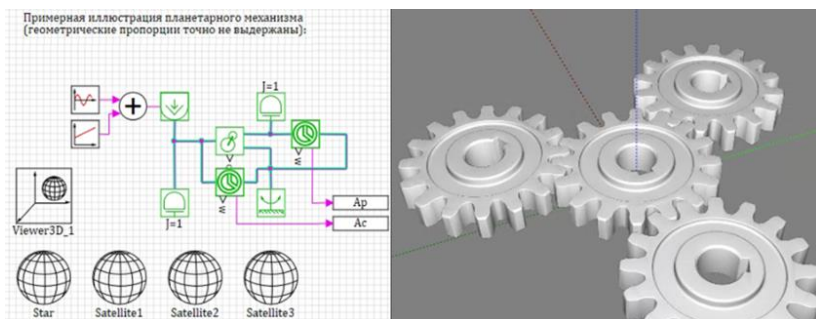 Примерная иллюстрация планетарного механизма
(геометрические пропорции точно не выдержаны):
J=1
Ap
Ac
J=1
Viewer3D_1
Star Satellite1 Satellite2 Satellite3